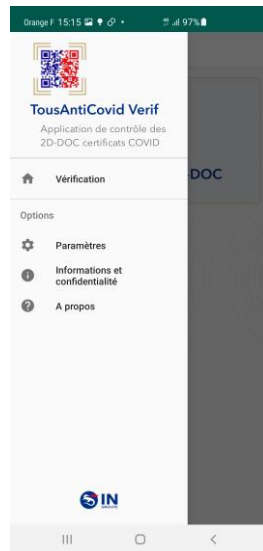 Orange F 15:15
97%
TousAntiCovid Verif
Application de contrôle des
2D-DOC certificats COVID
Vérification
-DOC
Options
Paramètres
Informations et
confidentialité
A propos
IN